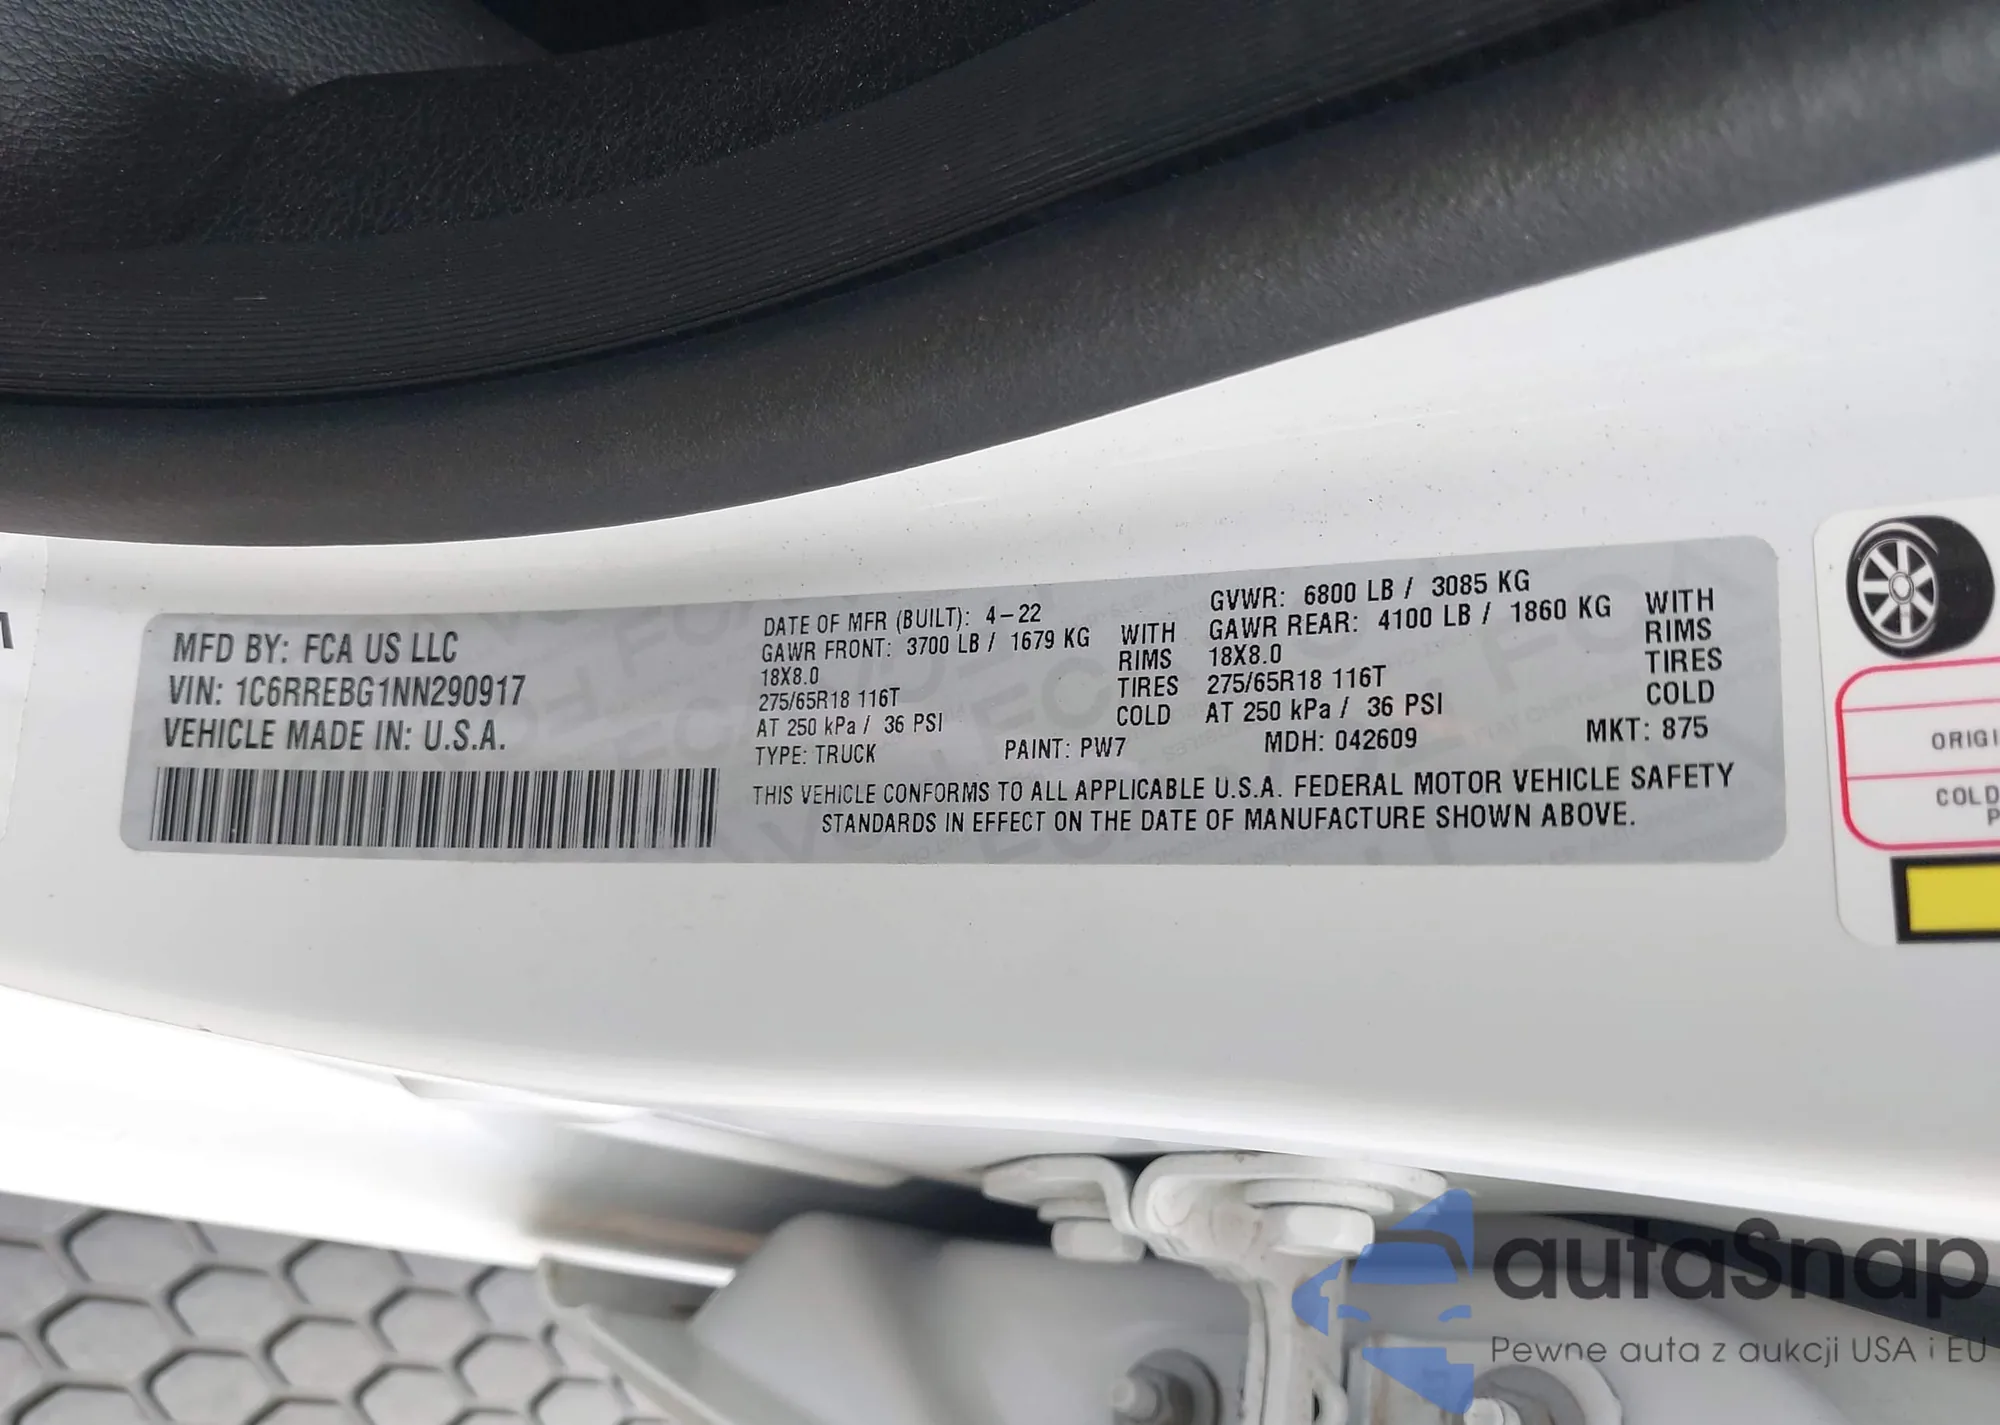 MFD BY: FCA US LLC
VIN: 1C6RREBG1NN290917
VEHICLE MADE IN: U.S.A.
DATE OF MFR (BUILT): 4-22
GAWR FRONT: 3700 LB / 1679 KG WITH
18X8.0 RIMS
275/65R18 116T TIRES
AT 250 kPa / 36 PSI COLD
GVWR: 6800 LB / 3085 KG
GAWR REAR: 4100 LB / 1860 KG WITH
18X8.0 RIMS
275/65R18 116T TIRES
AT 250 kPa / 36 PSI COLD
TYPE: TRUCK PAINT: PW7 MDH: 042609 MKT: 875
THIS VEHICLE CONFORMS TO ALL APPLICABLE U.S.A. FEDERAL MOTOR VEHICLE SAFETY
STANDARDS IN EFFECT ON THE DATE OF MANUFACTURE SHOWN ABOVE.
ORIGI
COLD
P
autaSnap
Pewne auta z aukcji USA i EU